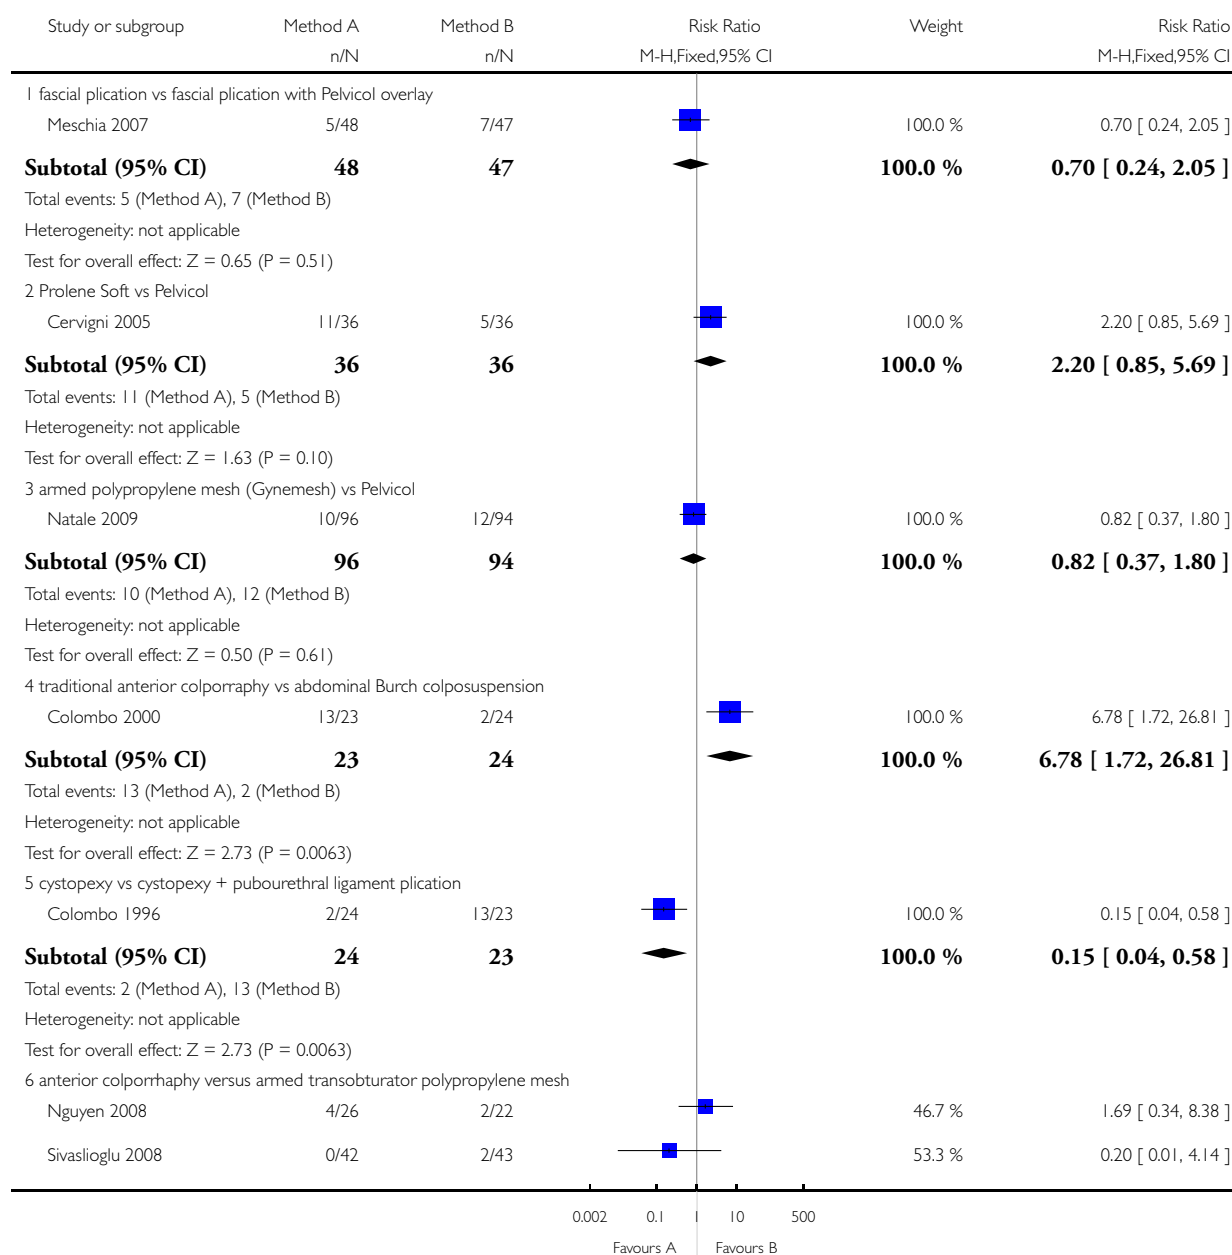 Study or subgroup Method A Method B Risk Ratio Weight Risk Ratio
n/N n/N M-H,Fixed,95% CI M-H,Fixed,95% CI
1 fascial plication vs fascial plication with Pelvicol overlay
Meschia 2007 5/48 7/47 100.0 % 0.70 [ 0.24, 2.05 ]
Subtotal (95% CI) 48 47 100.0 % 0.70 [ 0.24, 2.05 ]
Total events: 5 (Method A), 7 (Method B)
Heterogeneity: not applicable
Test for overall effect: Z = 0.65 (P = 0.51)
2 Prolene Soft vs Pelvicol
Cervigni 2005 11/36 5/36 100.0 % 2.20 [ 0.85, 5.69 ]
Subtotal (95% CI) 36 36 100.0 % 2.20 [ 0.85, 5.69 ]
Total events: 11 (Method A), 5 (Method B)
Heterogeneity: not applicable
Test for overall effect: Z = 1.63 (P = 0.10)
3 armed polypropylene mesh (Gynemesh) vs Pelvicol
Natale 2009 10/96 12/94 100.0 % 0.82 [ 0.37, 1.80 ]
Subtotal (95% CI) 96 94 100.0 % 0.82 [ 0.37, 1.80 ]
Total events: 10 (Method A), 12 (Method B)
Heterogeneity: not applicable
Test for overall effect: Z = 0.50 (P = 0.61)
4 traditional anterior colporraphy vs abdominal Burch colposuspension
Colombo 2000 13/23 2/24 100.0 % 6.78 [ 1.72, 26.81 ]
Subtotal (95% CI) 23 24 100.0 % 6.78 [ 1.72, 26.81 ]
Total events: 13 (Method A), 2 (Method B)
Heterogeneity: not applicable
Test for overall effect: Z = 2.73 (P = 0.0063)
5 cystopexy vs cystopexy + pubourethral ligament plication
Colombo 1996 2/24 13/23 100.0 % 0.15 [ 0.04, 0.58 ]
Subtotal (95% CI) 24 23 100.0 % 0.15 [ 0.04, 0.58 ]
Total events: 2 (Method A), 13 (Method B)
Heterogeneity: not applicable
Test for overall effect: Z = 2.73 (P = 0.0063)
6 anterior colporrhaphy versus armed transobturator polypropylene mesh
Nguyen 2008 4/26 2/22 46.7 % 1.69 [ 0.34, 8.38 ]
Sivaslioglu 2008 0/42 2/43 53.3 % 0.20 [ 0.01, 4.14 ]
0.002 0.1 1 10 500
Favours A Favours B